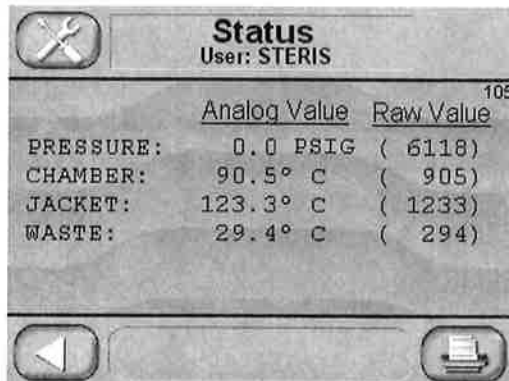 Status
User: STERIS
105
Analog Value Raw Value
PRESSURE: 0.0 PSIG ( 6118)
CHAMBER: 90.5° C ( 905)
JACKET: 123.3° C ( 1233)
WASTE: 29.4° C ( 294)